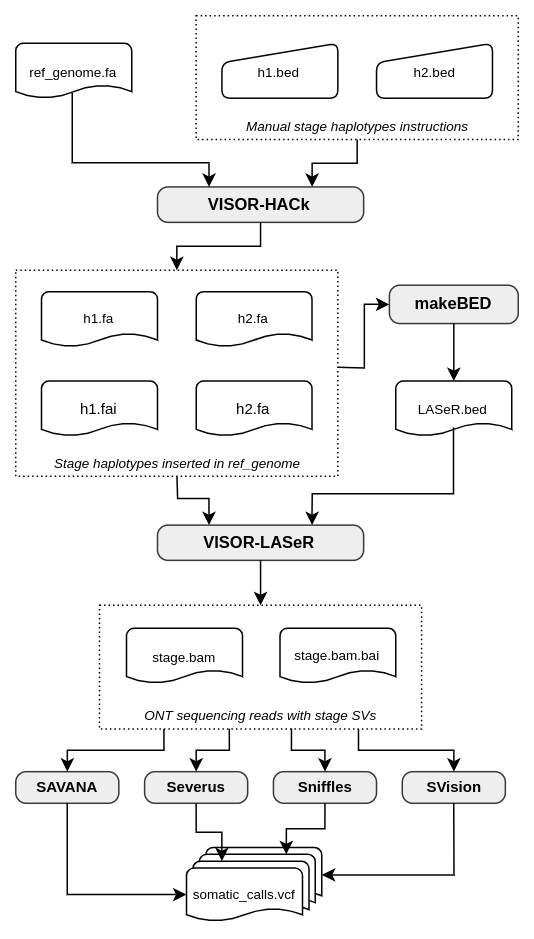 ref_genome.fa
h1.bed
h2.bed
Manual stage haplotypes instructions
VISOR-HACk
h1.fa
h2.fa
makeBED
h1.fai
h2.fa
LASeR.bed
Stage haplotypes inserted in ref_genome
VISOR-LASeR
stage.bam
stage.bam.bai
ONT sequencing reads with stage SVs
SAVANA
Severus
Sniffles
SVision
somatic_calls.vcf